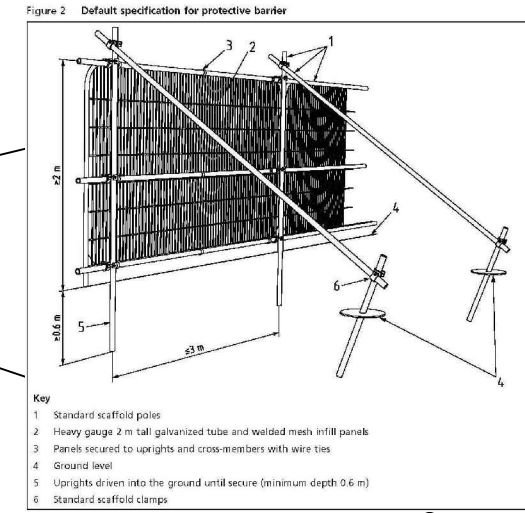 Figure 2 Default specification for protective barrier
3
2
1
≥2 m
4
6
5
≥0.6 m
≤3 m
4
Key
1 Standard scaffold poles
2 Heavy gauge 2 m tall galvanized tube and welded mesh infill panels
3 Panels secured to uprights and cross-members with wire ties
4 Ground level
5 Uprights driven into the ground until secure (minimum depth 0.6 m)
6 Standard scaffold clamps